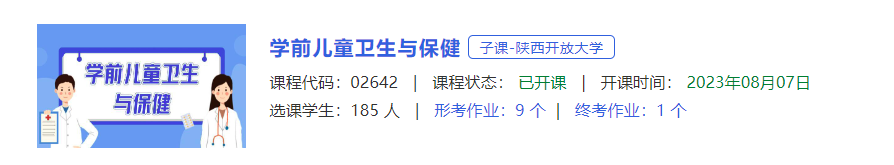 学前儿童卫生
与保健
学前儿童卫生与保健 子课-陕西开放大学
课程代码：02642 | 课程状态： 已开课 | 开课时间： 2023年08月07日
选课学生：185 人 | 形考作业：9 个 | 终考作业：1 个